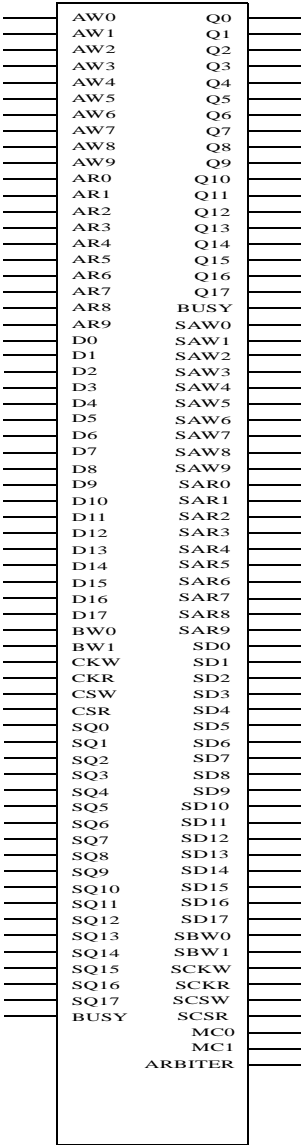 AW0
AW1
AW2
AW3
AW4
AW5
AW6
AW7
AW8
AW9
AR0
AR1
AR2
AR3
AR4
AR5
AR6
AR7
AR8
AR9
D0
D1
D2
D3
D4
D5
D6
D7
D8
D9
D10
D11
D12
D13
D14
D15
D16
D17
BW0
BW1
CKW
CKR
CSW
CSR
SQ0
SQ1
SQ2
SQ3
SQ4
SQ5
SQ6
SQ7
SQ8
SQ9
SQ10
SQ11
SQ12
SQ13
SQ14
SQ15
SQ16
SQ17
BUSY
Q0
Q1
Q2
Q3
Q4
Q5
Q6
Q7
Q8
Q9
Q10
Q11
Q12
Q13
Q14
Q15
Q16
Q17
BUSY
SAW0
SAW1
SAW2
SAW3
SAW4
SAW5
SAW6
SAW7
SAW8
SAW9
SAR0
SAR1
SAR2
SAR3
SAR4
SAR5
SAR6
SAR7
SAR8
SAR9
SD0
SD1
SD2
SD3
SD4
SD5
SD6
SD7
SD8
SD9
SD10
SD11
SD12
SD13
SD14
SD15
SD16
SD17
SBW0
SBW1
SCKW
SCKR
SCSW
SCSR
MC0
MC1
ARBITER